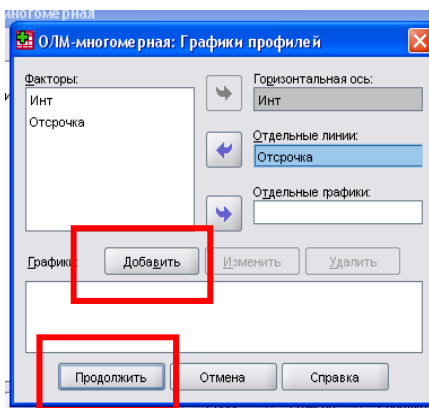 многомерная
ОЛМ-многомерная: Графики профилей
Факторы:
Инт
Отсрочка
Горизонтальная ось:
Инт
Отдельные линии:
Отсрочка
Отдельные графики:
Графики:
Добавить
Изменить
Удалить
Продолжить
Отмена
Справка